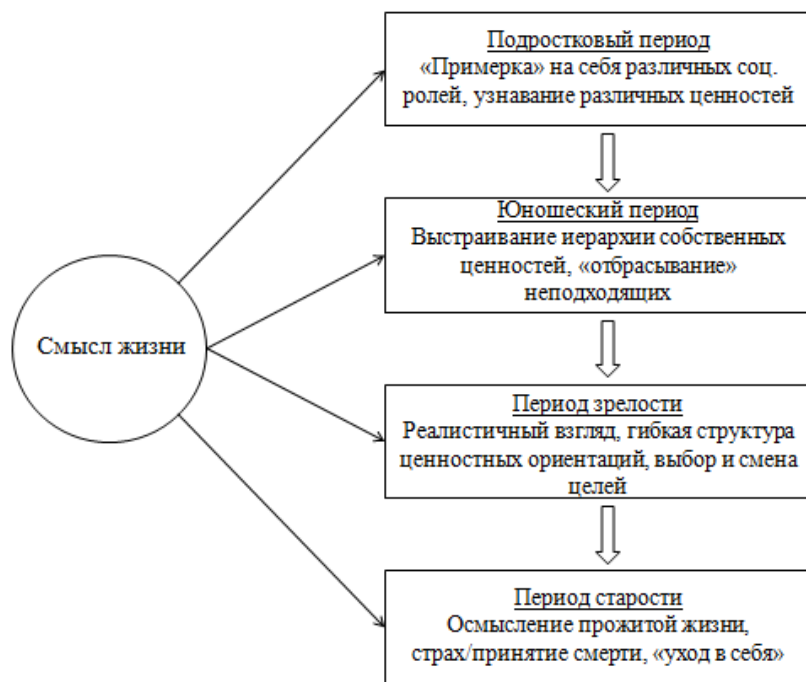 Подростковый период
«Примерка» на себя различных соц.
ролей, узнавание различных ценностей
Юношеский период
Выстраивание иерархии собственных
ценностей, «отбрасывание»
неподходящих
Смысл жизни
Период зрелости
Реалистичный взгляд, гибкая структура
ценностных ориентаций, выбор и смена
целей
Период старости
Осмысление прожитой жизни,
страх/принятие смерти, «уход в себя»